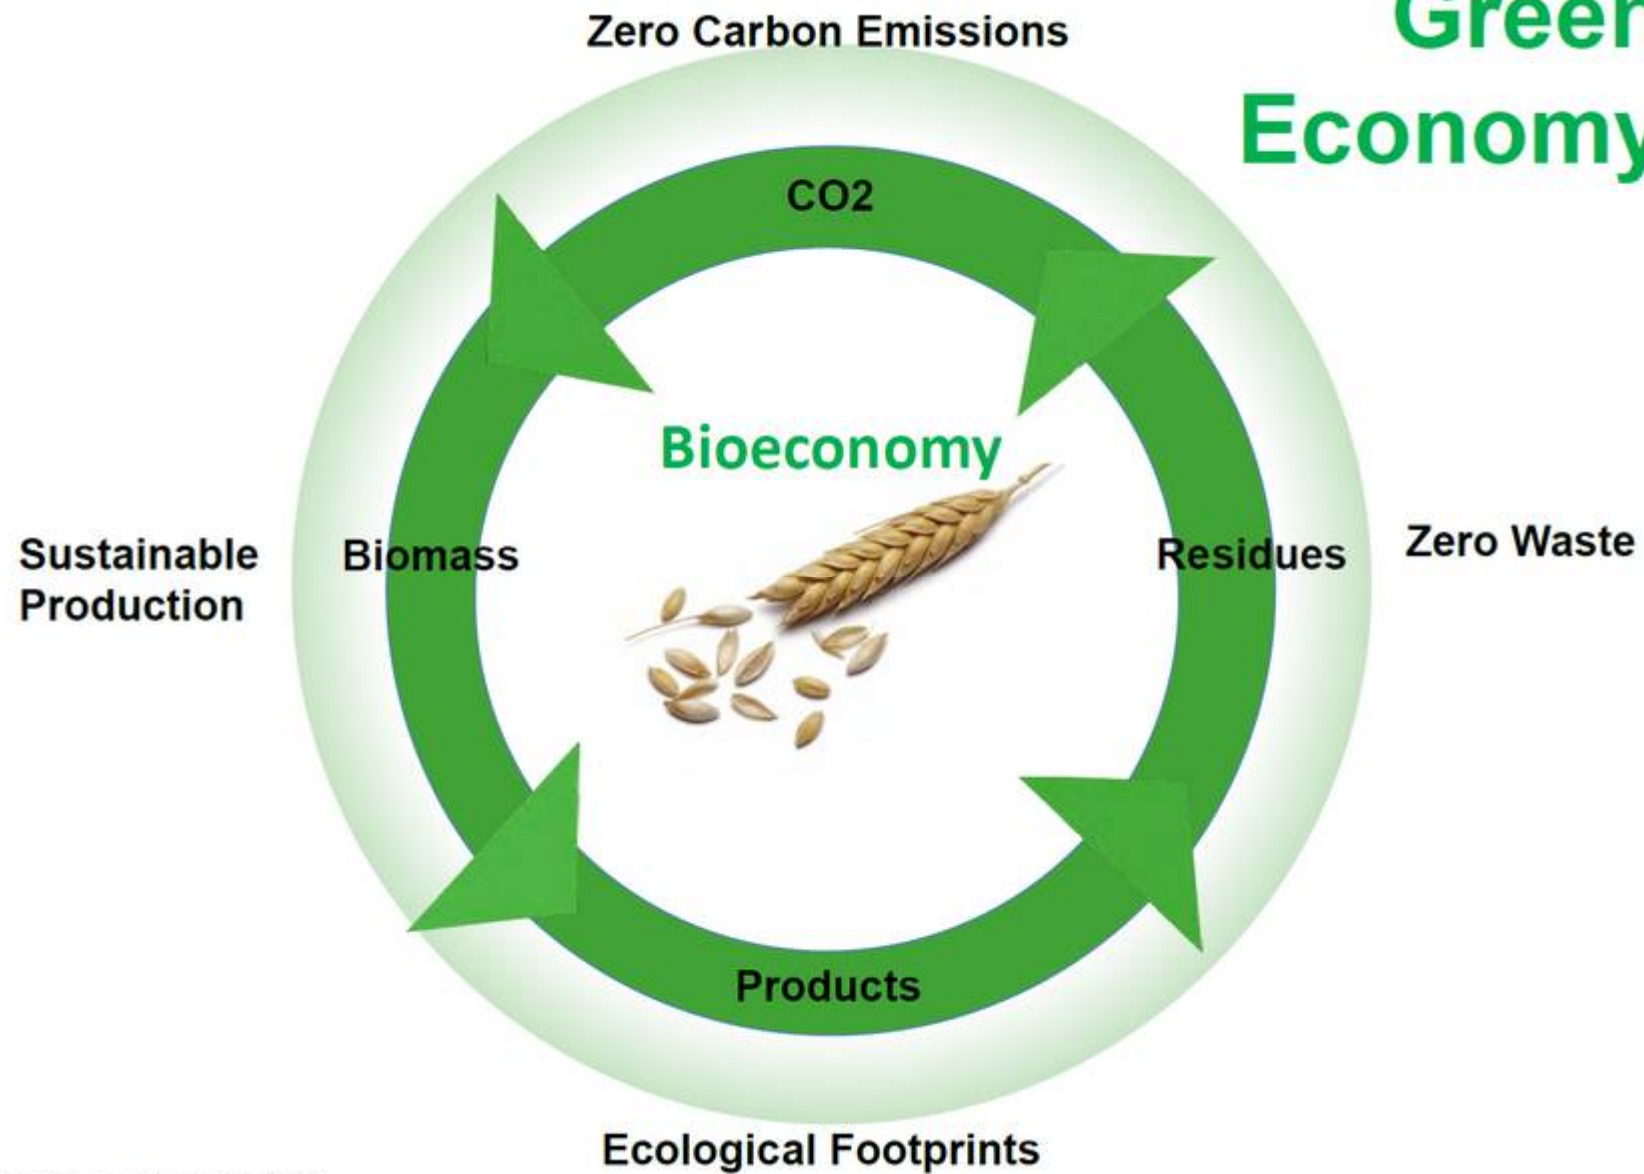 Zero Carbon Emissions
Green
Economy
CO2
Bioeconomy
Sustainable
Production
Biomass
Residues
Zero Waste
Products
Ecological Footprints